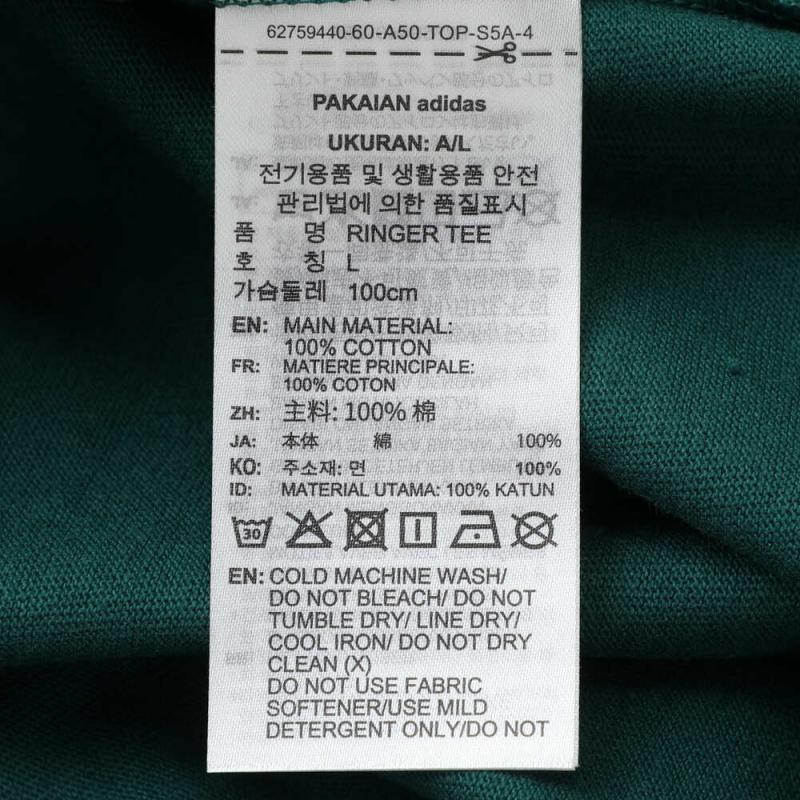 62759440-60-A50-TOP-S5A-4
PAKAIAN adidas
UKURAN: A/L
전기용품 및 생활용품 안전
관리법에 의한 품질표시
품 명 RINGER TEE
호 칭 L
가슴둘레 100cm
EN: MAIN MATERIAL:
100% COTTON
FR: MATIERE PRINCIPALE:
100% COTON
ZH: 主料: 100% 棉
JA: 本体 綿 100%
KO: 주소재: 면 100%
ID: MATERIAL UTAMA: 100% KATUN
30
EN: COLD MACHINE WASH/
DO NOT BLEACH/ DO NOT
TUMBLE DRY/ LINE DRY/
COOL IRON/ DO NOT DRY
CLEAN (X)
DO NOT USE FABRIC
SOFTENER/USE MILD
DETERGENT ONLY/DO NOT